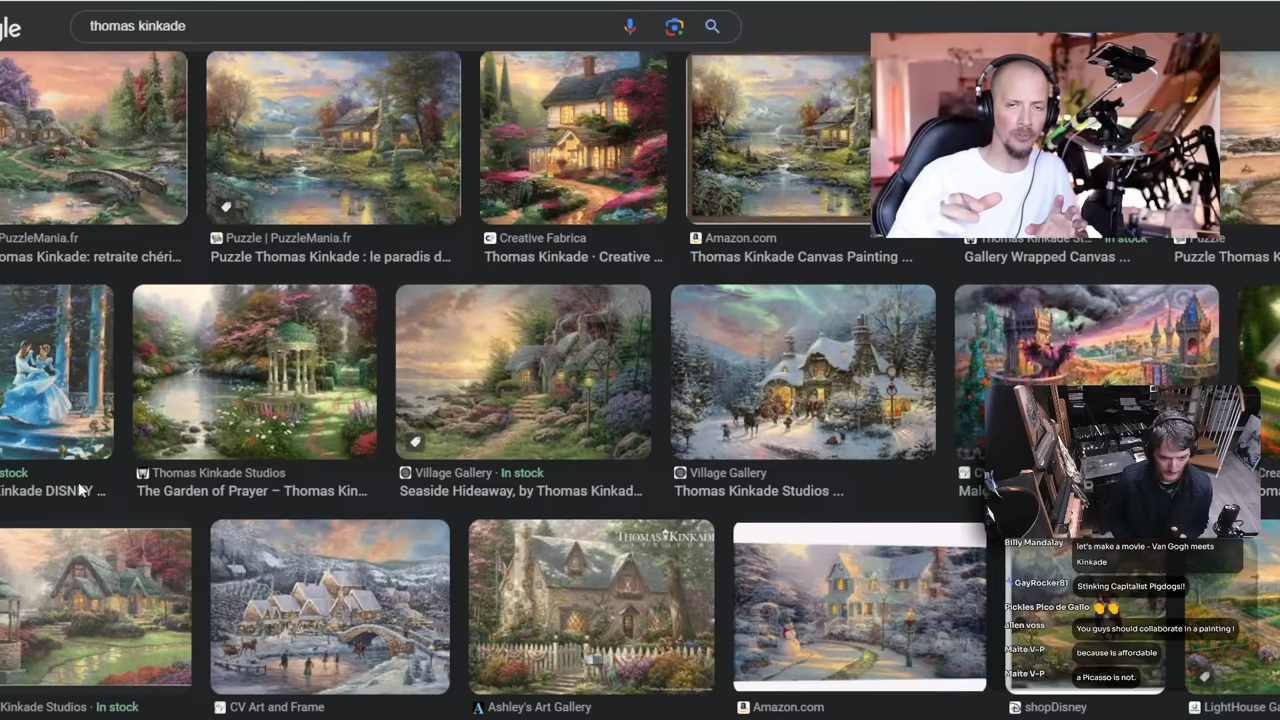 gle
thomas kinkade
PuzzleMania.fr
omas Kinkade: retraite chéri...
Puzzle | PuzzleMania.fr
Puzzle Thomas Kinkade : le paradis d...
Creative Fabrica
Thomas Kinkade · Creative ...
Amazon.com
Thomas Kinkade Canvas Painting ...
Thomas Kinkade St... · In stock
Gallery Wrapped Canvas ...
Puzzle
Puzzle Thomas K
stock
inkade DISNEY ...
Thomas Kinkade Studios
The Garden of Prayer – Thomas Kin...
Village Gallery · In stock
Seaside Hideaway, by Thomas Kinkad...
Village Gallery
Thomas Kinkade Studios ...
THOMAS KINKADE
Billy Mandalay
let's make a movie - Van Gogh meets
Kinkade
GayRocker81
Stinking Capitalist Pigdogs!!
Pickles Pico de Gallo 👏👏
allen voss
You guys should collaborate in a painting !
Maite V-P
because is affordable
Maite V-P
a Picasso is not.
Kinkade Studios · In stock
CV Art and Frame
Ashley's Art Gallery
Amazon.com
shopDisney
LightHouse Ga